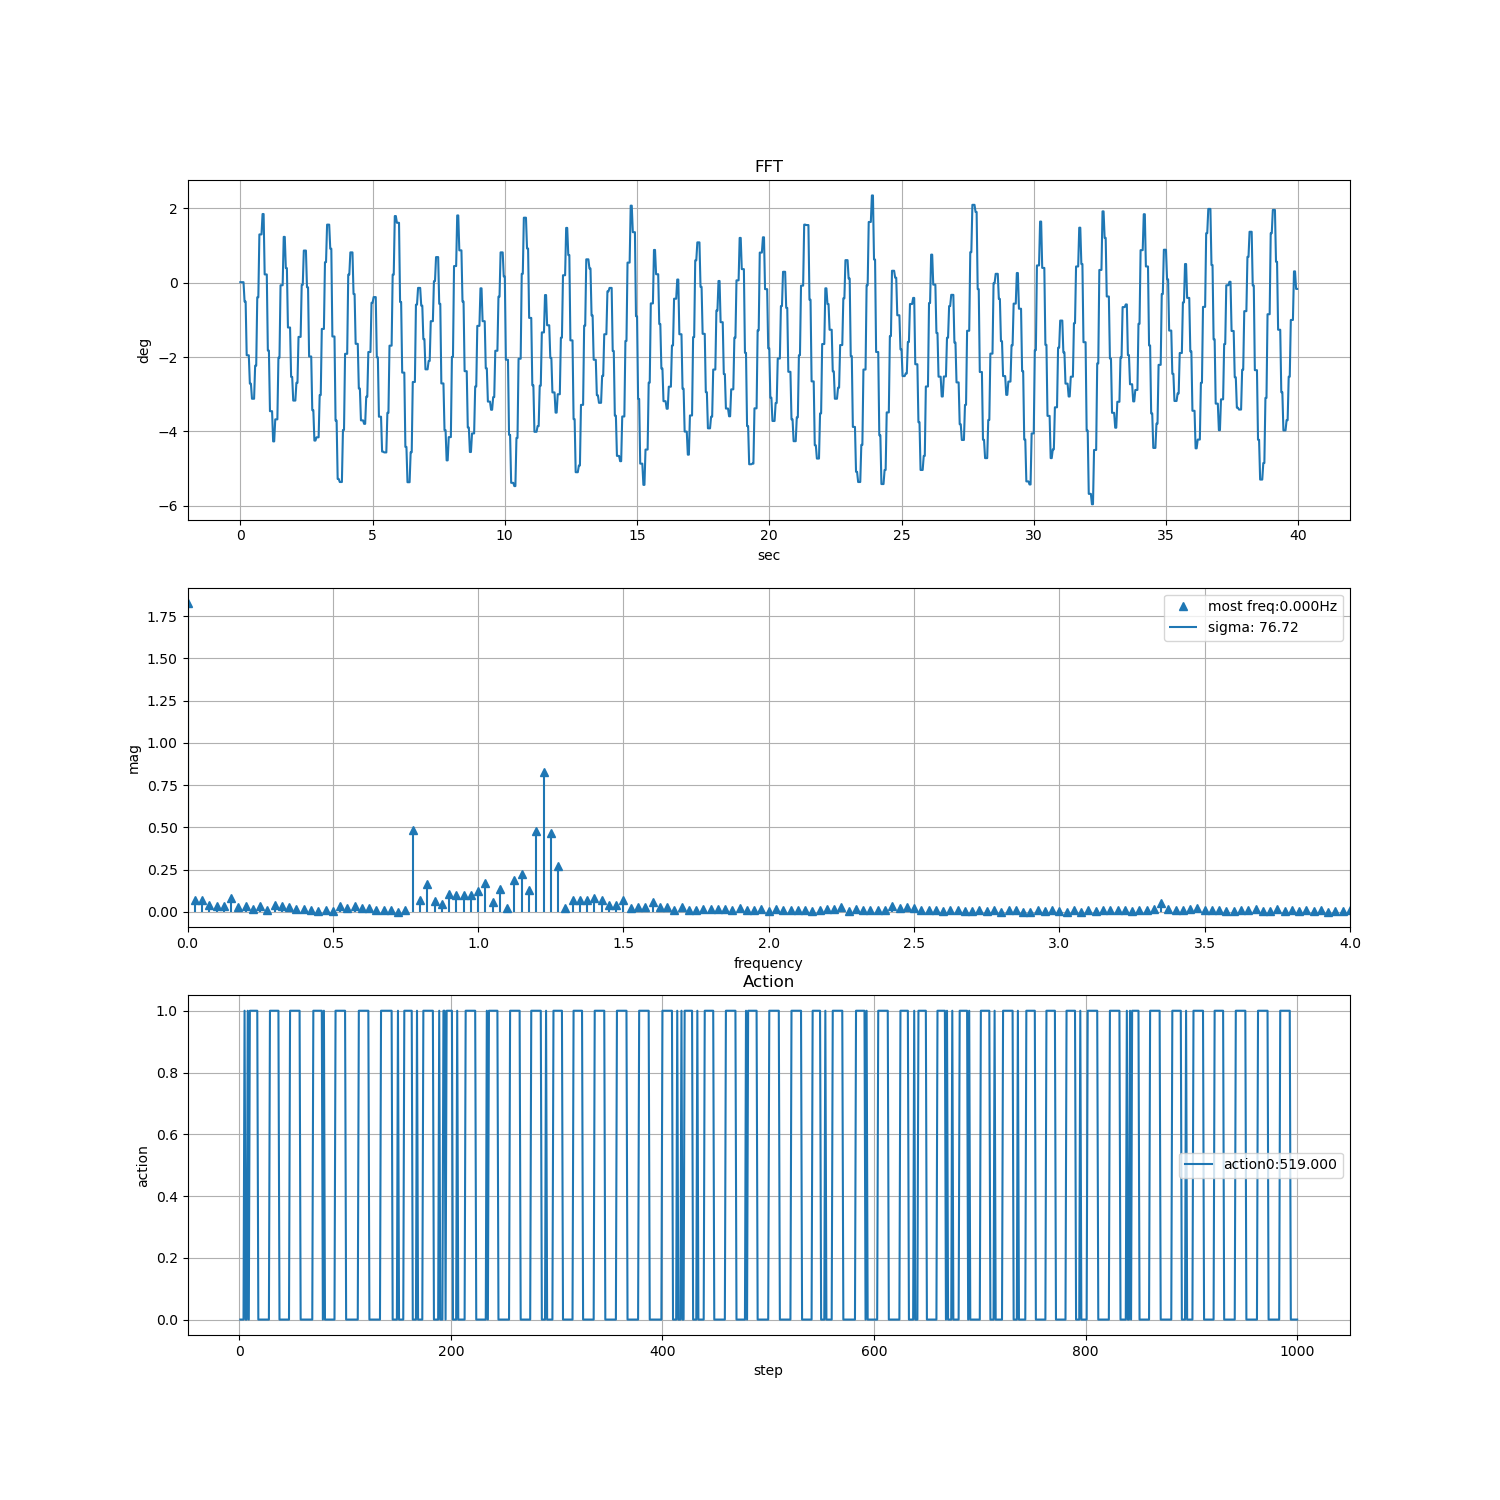 FFT
2
0
−2
−4
−6
deg
0 5 10 15 20 25 30 35 40
sec
most freq:0.000Hz
sigma: 76.72
1.75
1.50
1.25
1.00
0.75
0.50
0.25
0.00
mag
0.0 0.5 1.0 1.5 2.0 2.5 3.0 3.5 4.0
frequency
Action
1.0
0.8
0.6
0.4
0.2
0.0
action
action0:519.000
0 200 400 600 800 1000
step